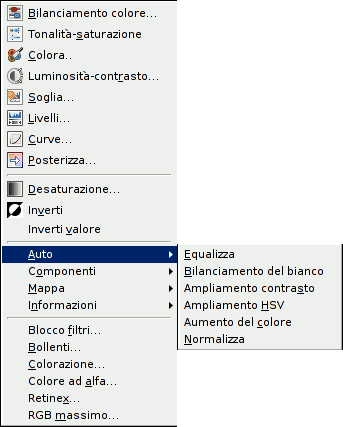 Bilanciamento colore...
Tonalità-saturazione
Colora..
Luminosità-contrasto...
Soglia...
Livelli...
Curve...
Posterizza...
Desaturazione...
Inverti
Inverti valore
Auto
Componenti
Mappa
Informazioni
Blocco filtri...
Bollenti...
Colorazione...
Colore ad alfa...
Retinex...
RGB massimo...
Equalizza
Bilanciamento del bianco
Ampliamento contrasto
Ampliamento HSV
Aumento del colore
Normalizza